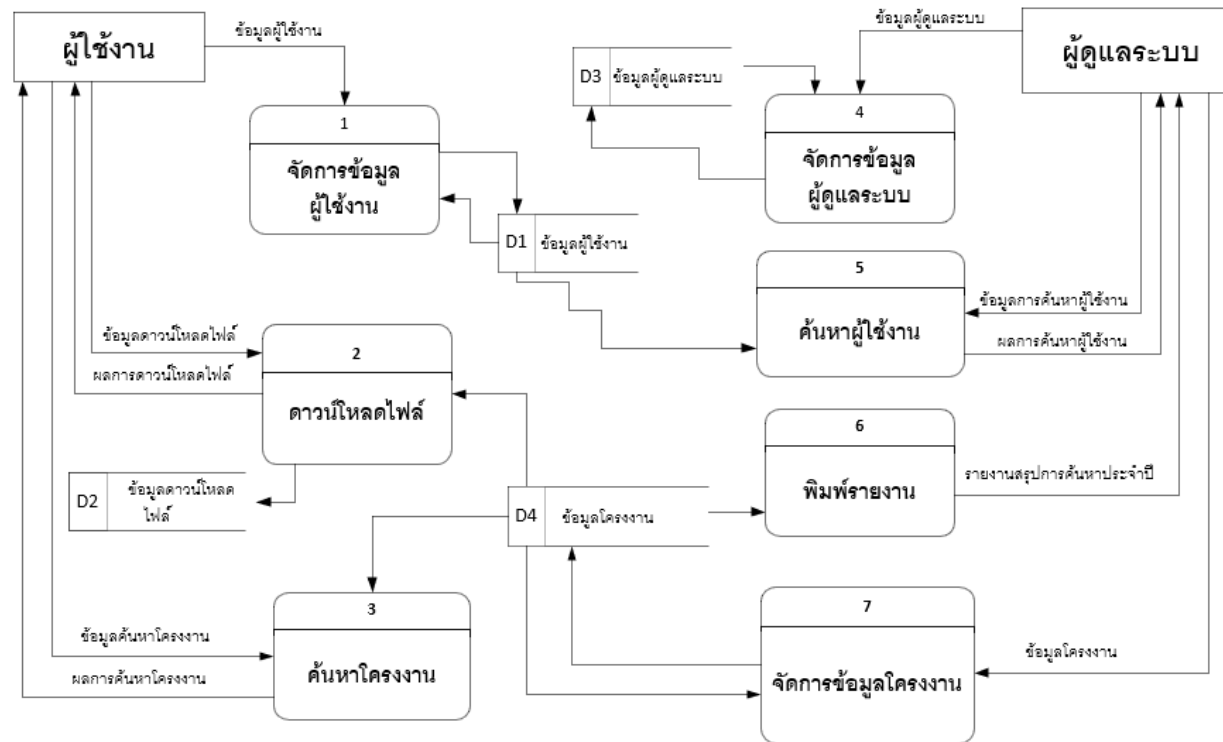 ผู้ใช้งาน
ข้อมูลผู้ใช้งาน
ข้อมูลผู้ดูแลระบบ
ผู้ดูแลระบบ
D3
ข้อมูลผู้ดูแลระบบ
1
จัดการข้อมูล
ผู้ใช้งาน
4
จัดการข้อมูล
ผู้ดูแลระบบ
D1
ข้อมูลผู้ใช้งาน
5
ค้นหาผู้ใช้งาน
ข้อมูลการค้นหาผู้ใช้งาน
ผลการค้นหาผู้ใช้งาน
ข้อมูลดาวน์โหลดไฟล์
ผลการดาวน์โหลดไฟล์
2
ดาวน์โหลดไฟล์
6
พิมพ์รายงาน
รายงานสรุปการค้นหาประจำปี
D2
ข้อมูลดาวน์โหลด
ไฟล์
D4
ข้อมูลโครงงาน
3
ค้นหาโครงงาน
ข้อมูลค้นหาโครงงาน
ผลการค้นหาโครงงาน
7
จัดการข้อมูลโครงงาน
ข้อมูลโครงงาน